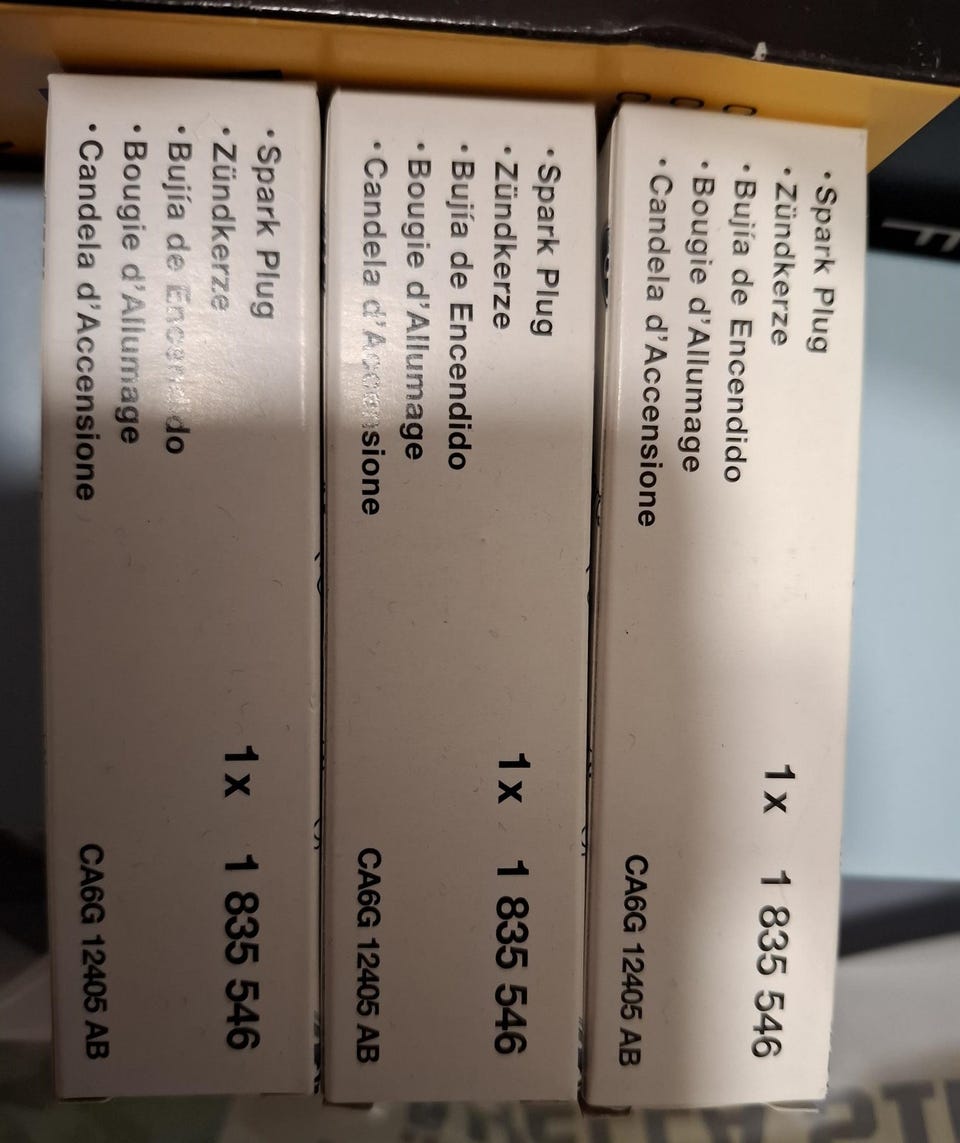 ·Spark Plug
·Zündkerze
·Bujía de Encendido
·Bougie d'Allumage
·Candela d'Accensione
1x 1 835 546
CA6G 12405 AB
·Spark Plug
·Zündkerze
·Bujía de Encendido
·Bougie d'Allumage
·Candela d'Accensione
1x 1 835 546
CA6G 12405 AB
·Spark Plug
·Zündkerze
·Bujía de Encendido
·Bougie d'Allumage
·Candela d'Accensione
1x 1 835 546
CA6G 12405 AB